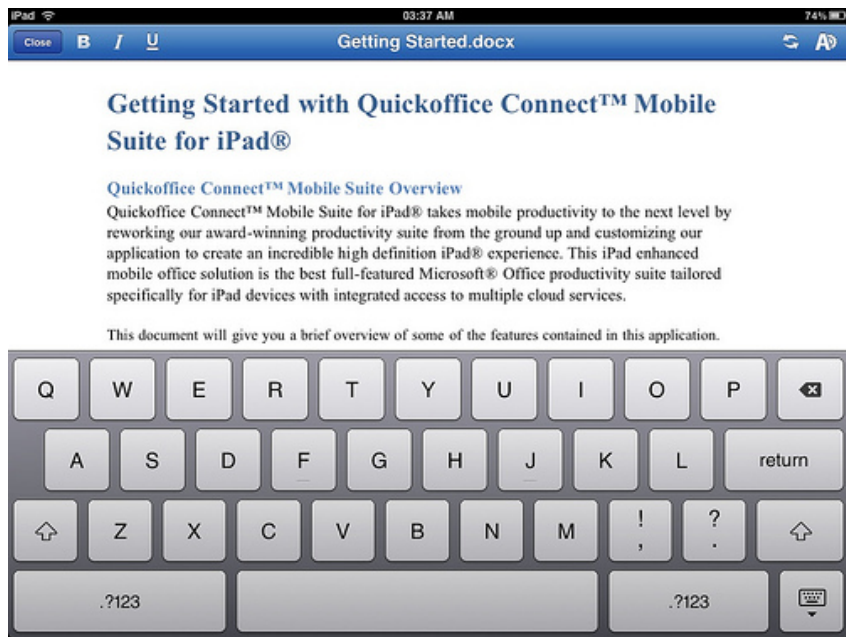 iPad 03:37 AM 74%
Close B I U Getting Started.docx A
Getting Started with Quickoffice Connect™ Mobile
Suite for iPad®
Quickoffice Connect™ Mobile Suite Overview
Quickoffice Connect™ Mobile Suite for iPad® takes mobile productivity to the next level by
reworking our award-winning productivity suite from the ground up and customizing our
application to create an incredible high definition iPad® experience. This iPad enhanced
mobile office solution is the best full-featured Microsoft® Office productivity suite tailored
specifically for iPad devices with integrated access to multiple cloud services.
This document will give you a brief overview of some of the features contained in this application.
Q W E R T Y U I O P
A S D F G H J K L return
Z X C V B N M ! , ? .
.?123 .?123